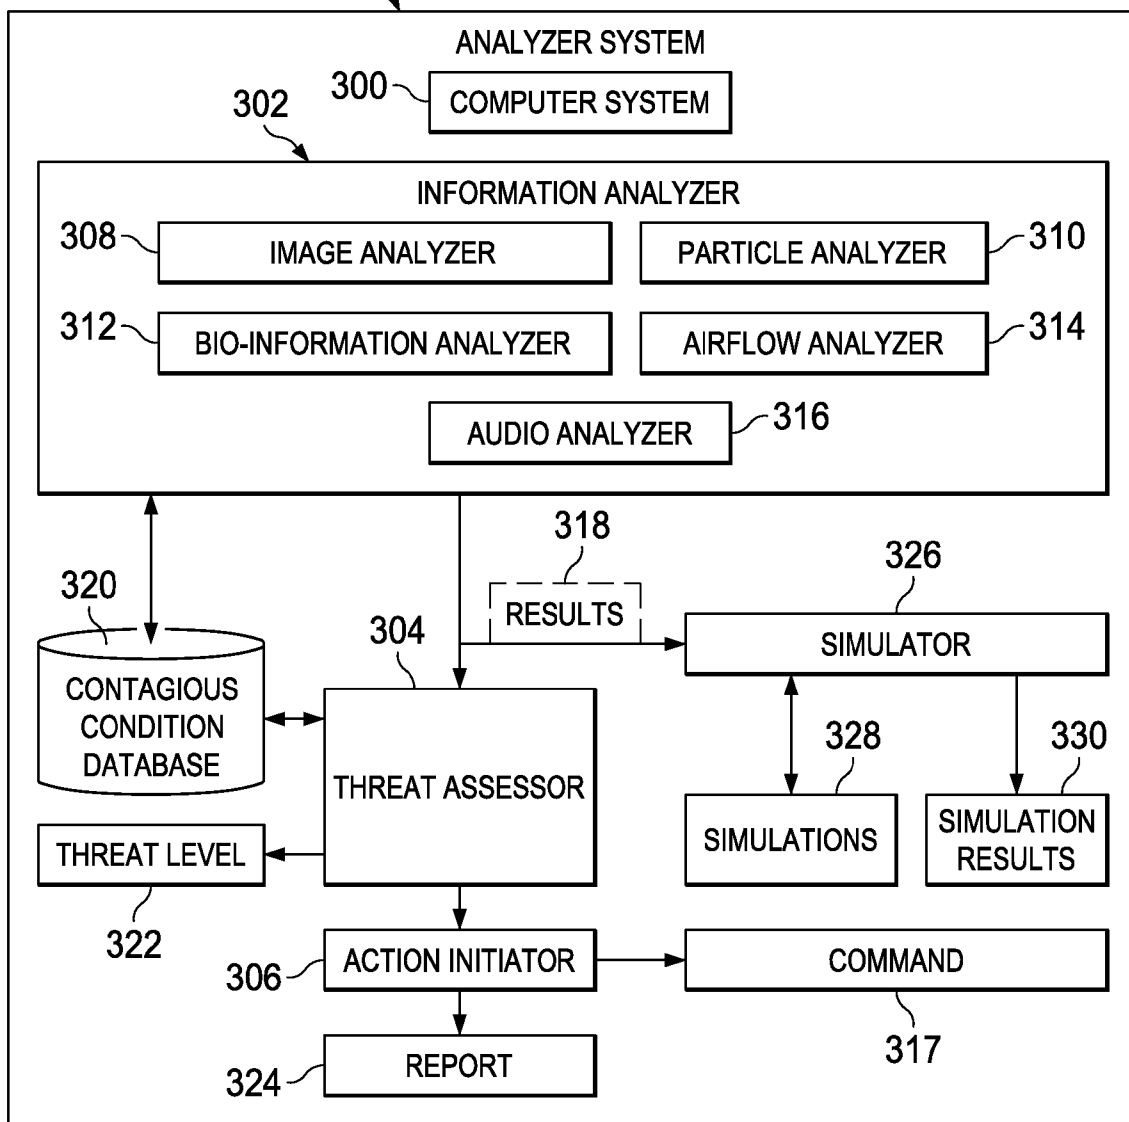 ANALYZER SYSTEM
300
COMPUTER SYSTEM
302
INFORMATION ANALYZER
308
IMAGE ANALYZER
PARTICLE ANALYZER
310
312
BIO-INFORMATION ANALYZER
AIRFLOW ANALYZER
314
AUDIO ANALYZER
316
318
RESULTS
320
CONTAGIOUS
CONDITION
DATABASE
304
THREAT ASSESSOR
326
SIMULATOR
328
SIMULATIONS
330
SIMULATION
RESULTS
THREAT LEVEL
322
306
ACTION INITIATOR
COMMAND
317
324
REPORT